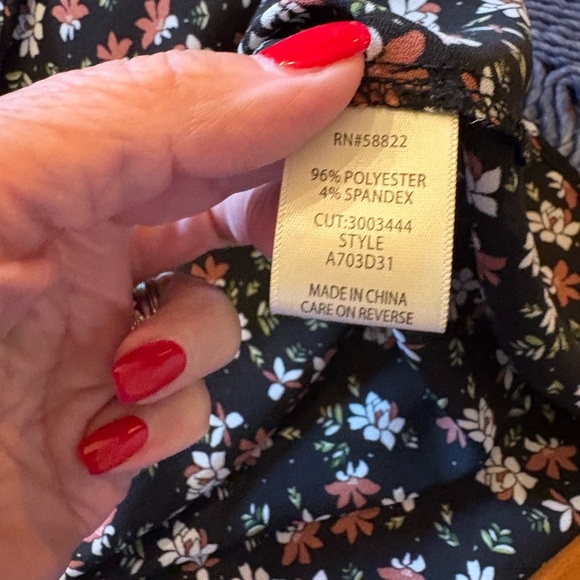 RN#58822
96% POLYESTER
4% SPANDEX
CUT:3003444
STYLE
A703D31
MADE IN CHINA
CARE ON REVERSE